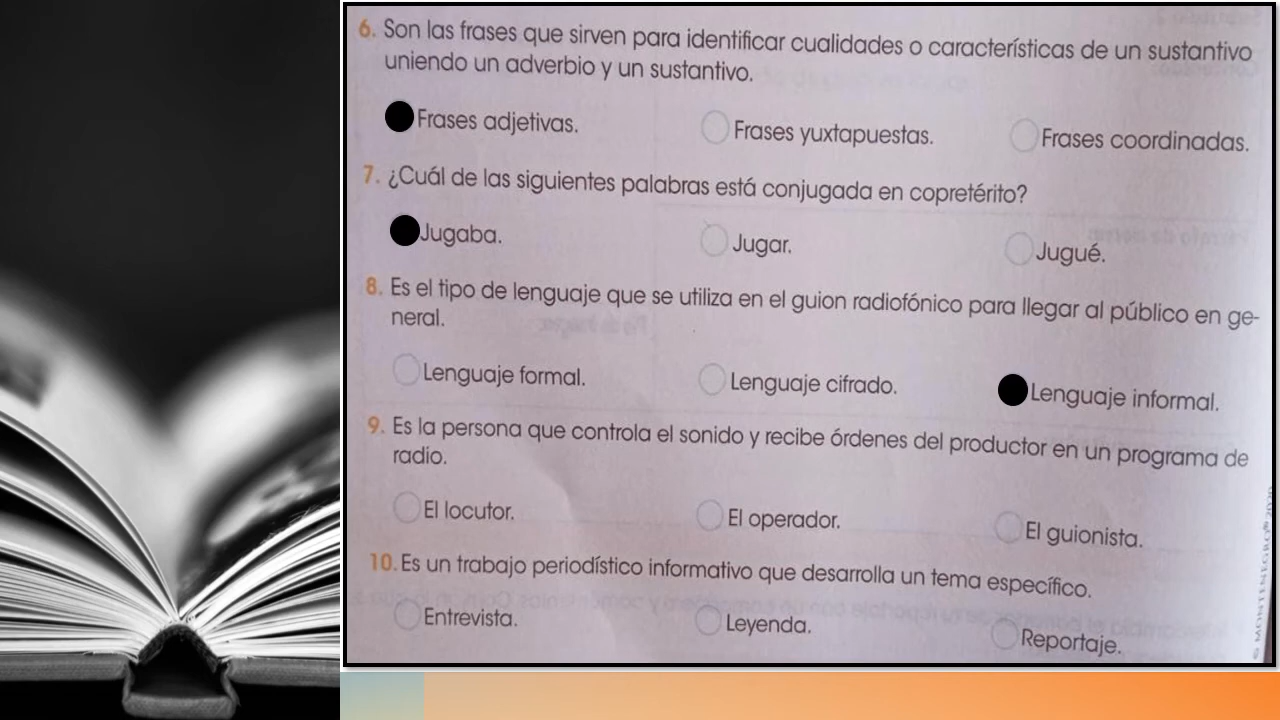 6. Son las frases que sirven para identificar cualidades o características de un sustantivo
uniendo un adverbio y un sustantivo.
Frases adjetivas. Frases yuxtapuestas. Frases coordinadas.
7. ¿Cuál de las siguientes palabras está conjugada en copretérito?
Jugaba. Jugar. Jugué.
8. Es el tipo de lenguaje que se utiliza en el guion radiofónico para llegar al público en ge-
neral.
Lenguaje formal. Lenguaje cifrado. Lenguaje informal.
9. Es la persona que controla el sonido y recibe órdenes del productor en un programa de
radio.
El locutor. El operador. El guionista.
10. Es un trabajo periodístico informativo que desarrolla un tema específico.
Entrevista. Leyenda. Reportaje.
© MONTENEGRO® 2020